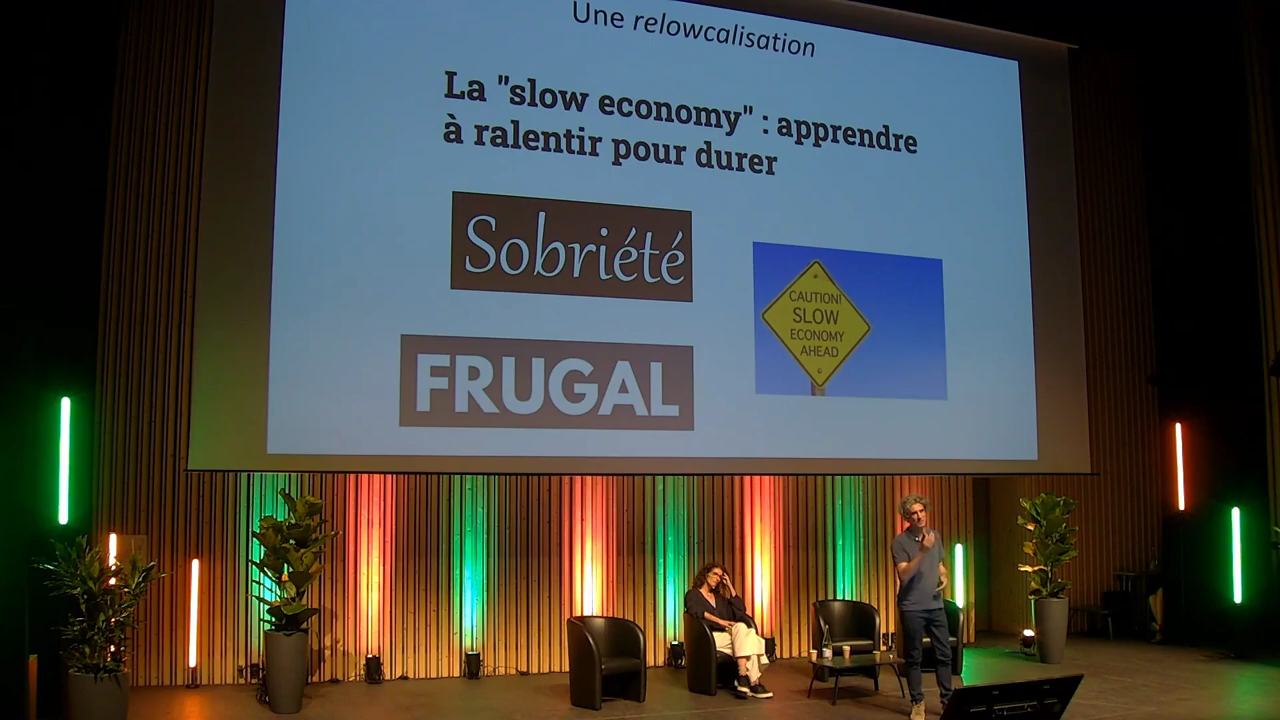 Une relowcalisation
La "slow economy" : apprendre
à ralentir pour durer
Sobriété
FRUGAL
CAUTION!
SLOW
ECONOMY
AHEAD